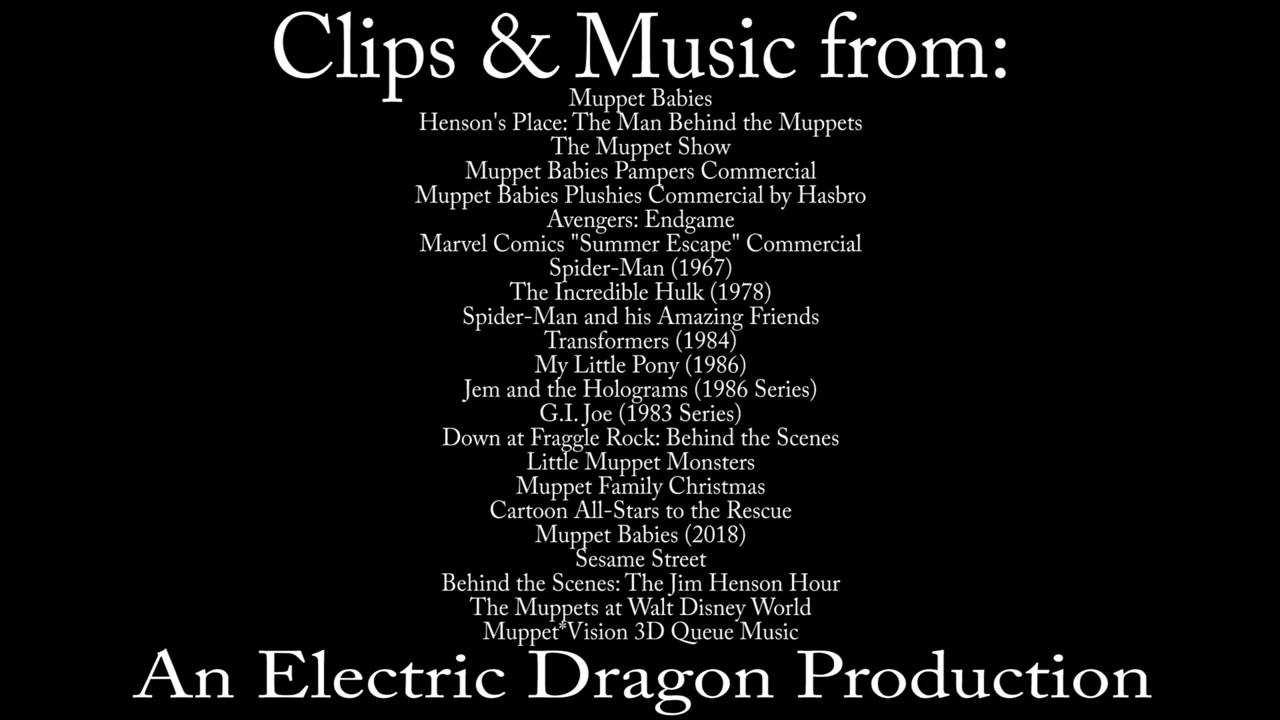 Clips & Music from:
Muppet Babies
Henson's Place: The Man Behind the Muppets
The Muppet Show
Muppet Babies Pampers Commercial
Muppet Babies Plushies Commercial by Hasbro
Avengers: Endgame
Marvel Comics "Summer Escape" Commercial
Spider-Man (1967)
The Incredible Hulk (1978)
Spider-Man and his Amazing Friends
Transformers (1984)
My Little Pony (1986)
Jem and the Holograms (1986 Series)
G.I. Joe (1983 Series)
Down at Fraggle Rock: Behind the Scenes
Little Muppet Monsters
Muppet Family Christmas
Cartoon All-Stars to the Rescue
Muppet Babies (2018)
Sesame Street
Behind the Scenes: The Jim Henson Hour
The Muppets at Walt Disney World
Muppet*Vision 3D Queue Music
An Electric Dragon Production